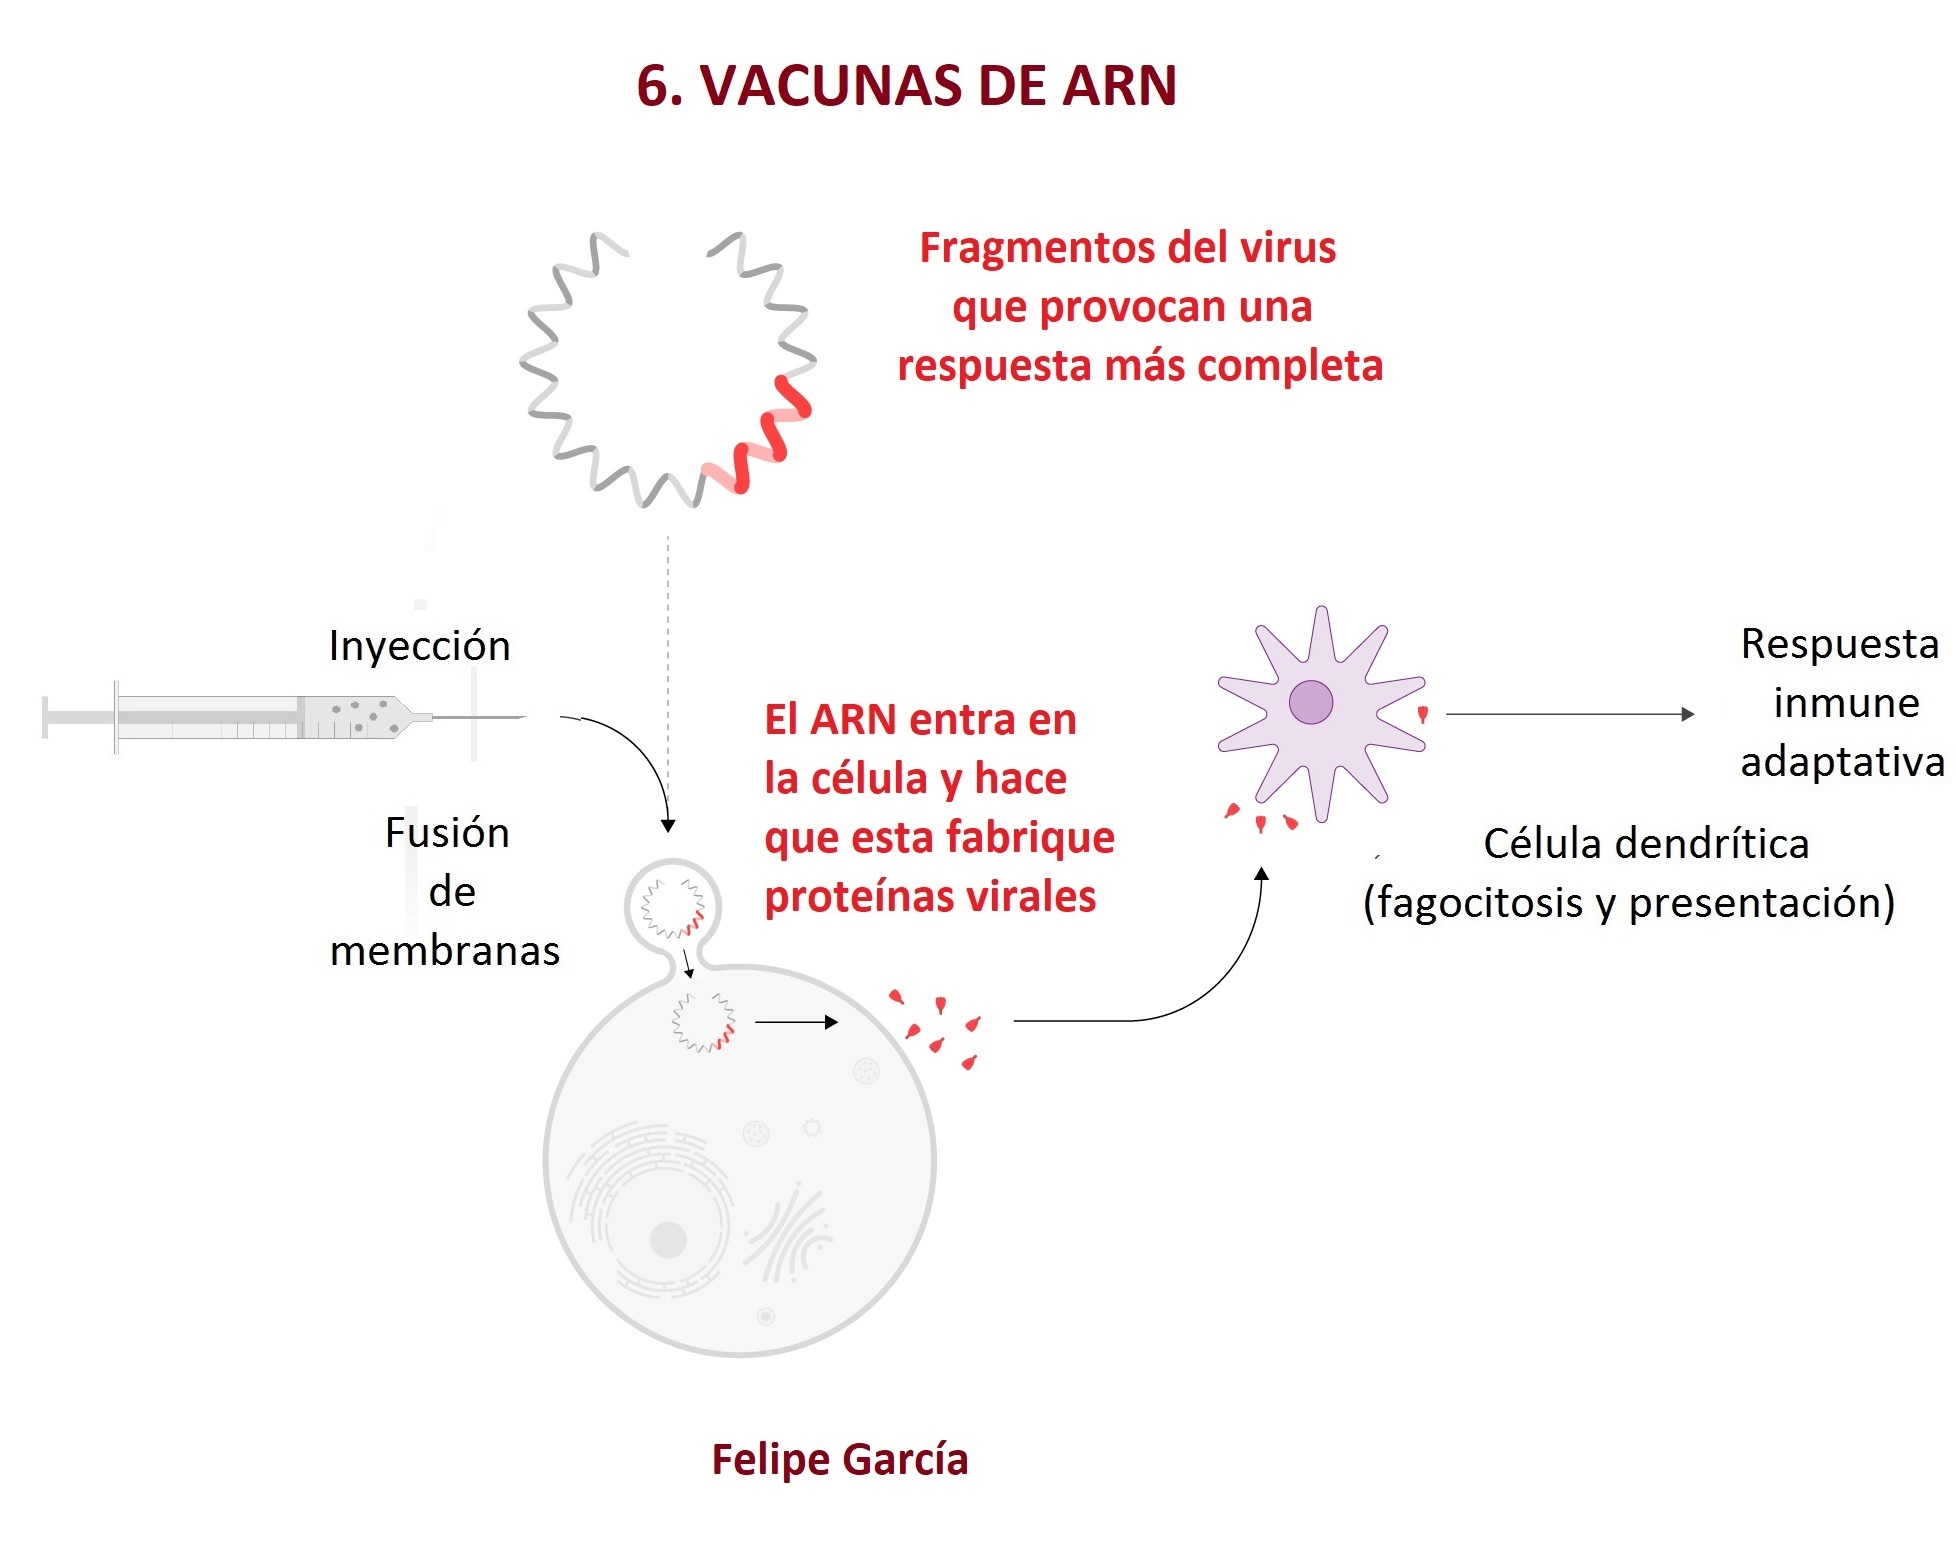 6. VACUNAS DE ARN
Fragmentos del virus
que provocan una
respuesta más completa
Inyección
Fusión
de
membranas
El ARN entra en
la célula y hace
que esta fabrique
proteínas virales
Respuesta
inmune
adaptativa
Célula dendrítica
(fagocitosis y presentación)
Felipe García